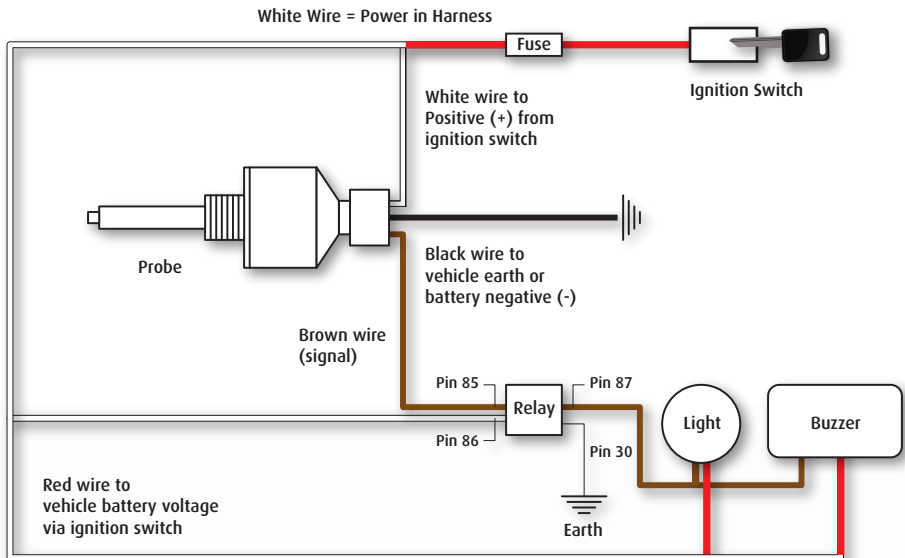 White Wire = Power in Harness
Fuse
Ignition Switch
White wire to
Positive (+) from
ignition switch
Probe
Black wire to
vehicle earth or
battery negative (-)
Brown wire
(signal)
Pin 85
Pin 87
Relay
Light
Buzzer
Pin 86
Pin 30
Red wire to
vehicle battery voltage
via ignition switch
Earth